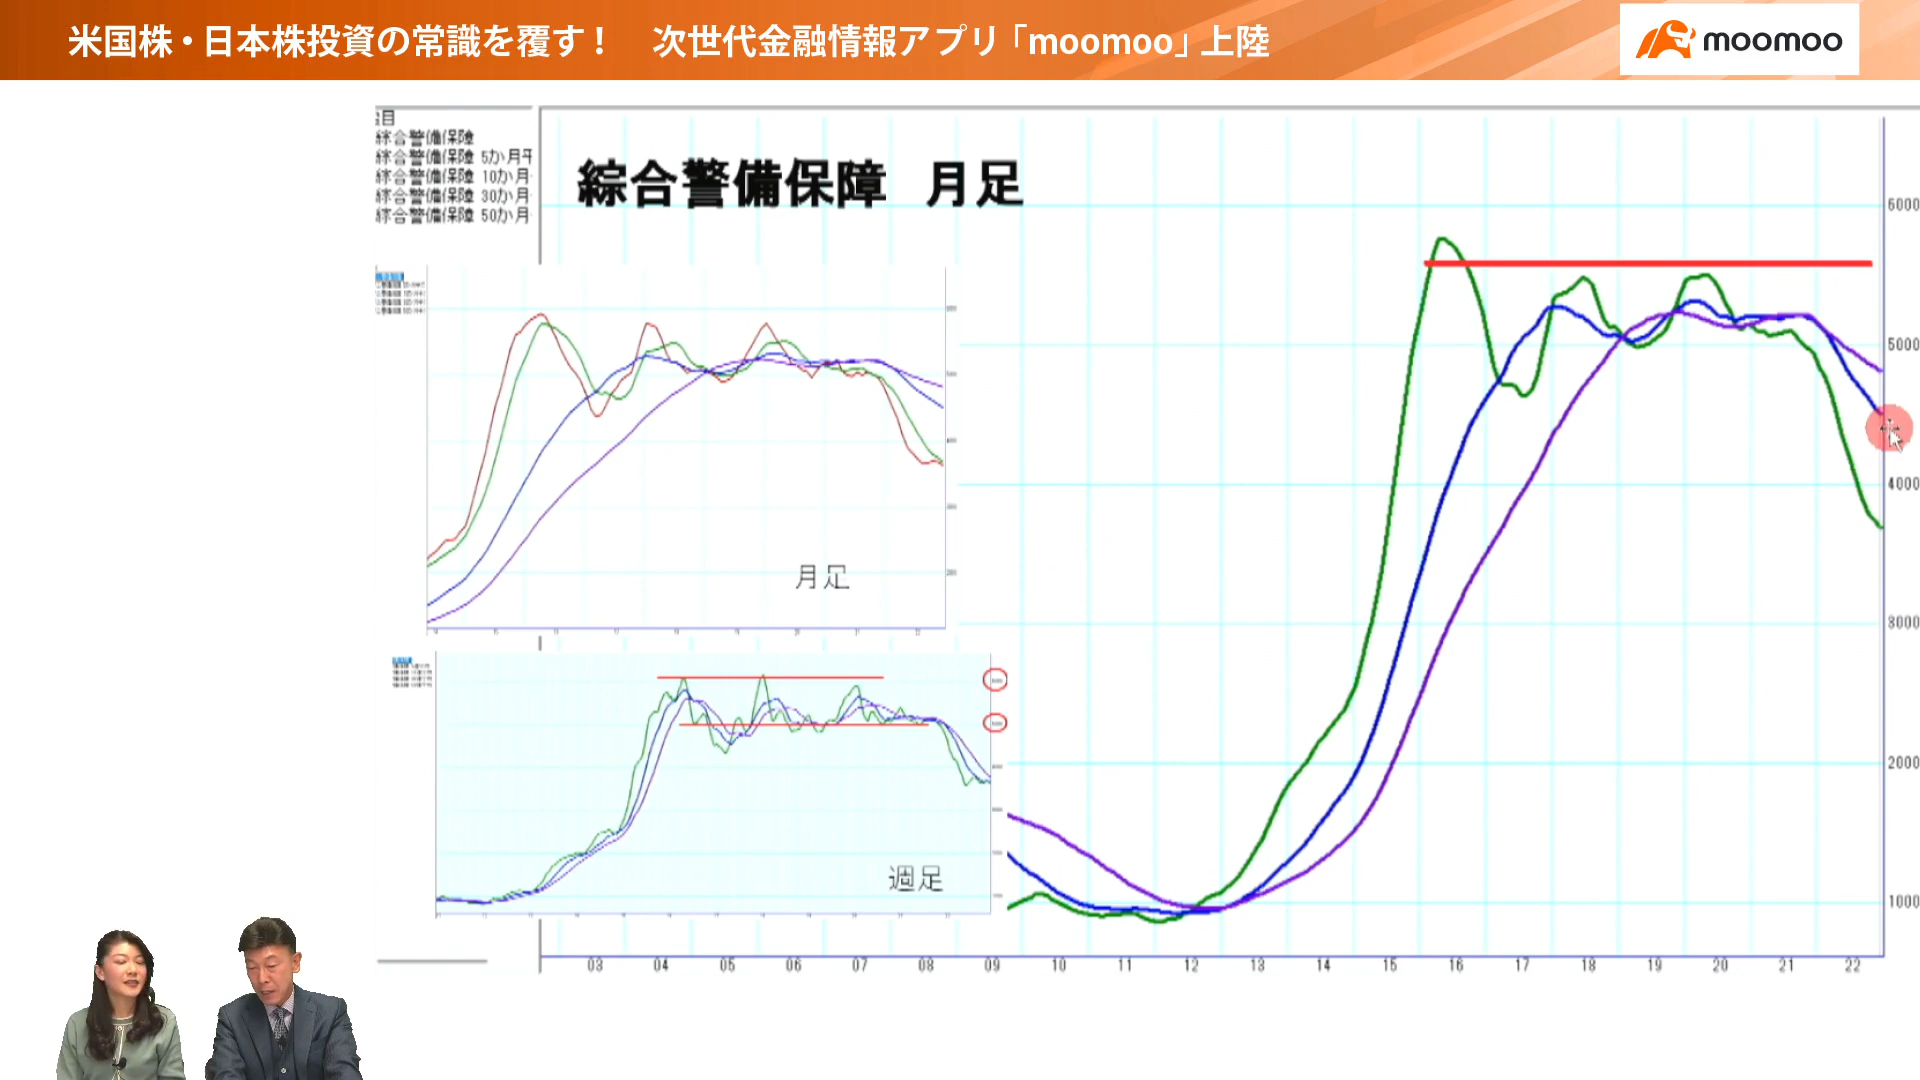 米国株・日本株投資の常識を覆す！　次世代金融情報アプリ「moomoo」上陸
moomoo
目
綜合警備保障
綜合警備保障 5か月平
綜合警備保障 10か月
綜合警備保障 30か月
綜合警備保障 50か月
綜合警備保障　月足
6000
5000
4000
3000
2000
1000
月足
週足
03 04 05 06 07 08 09 10 11 12 13 14 15 16 17 18 19 20 21 22